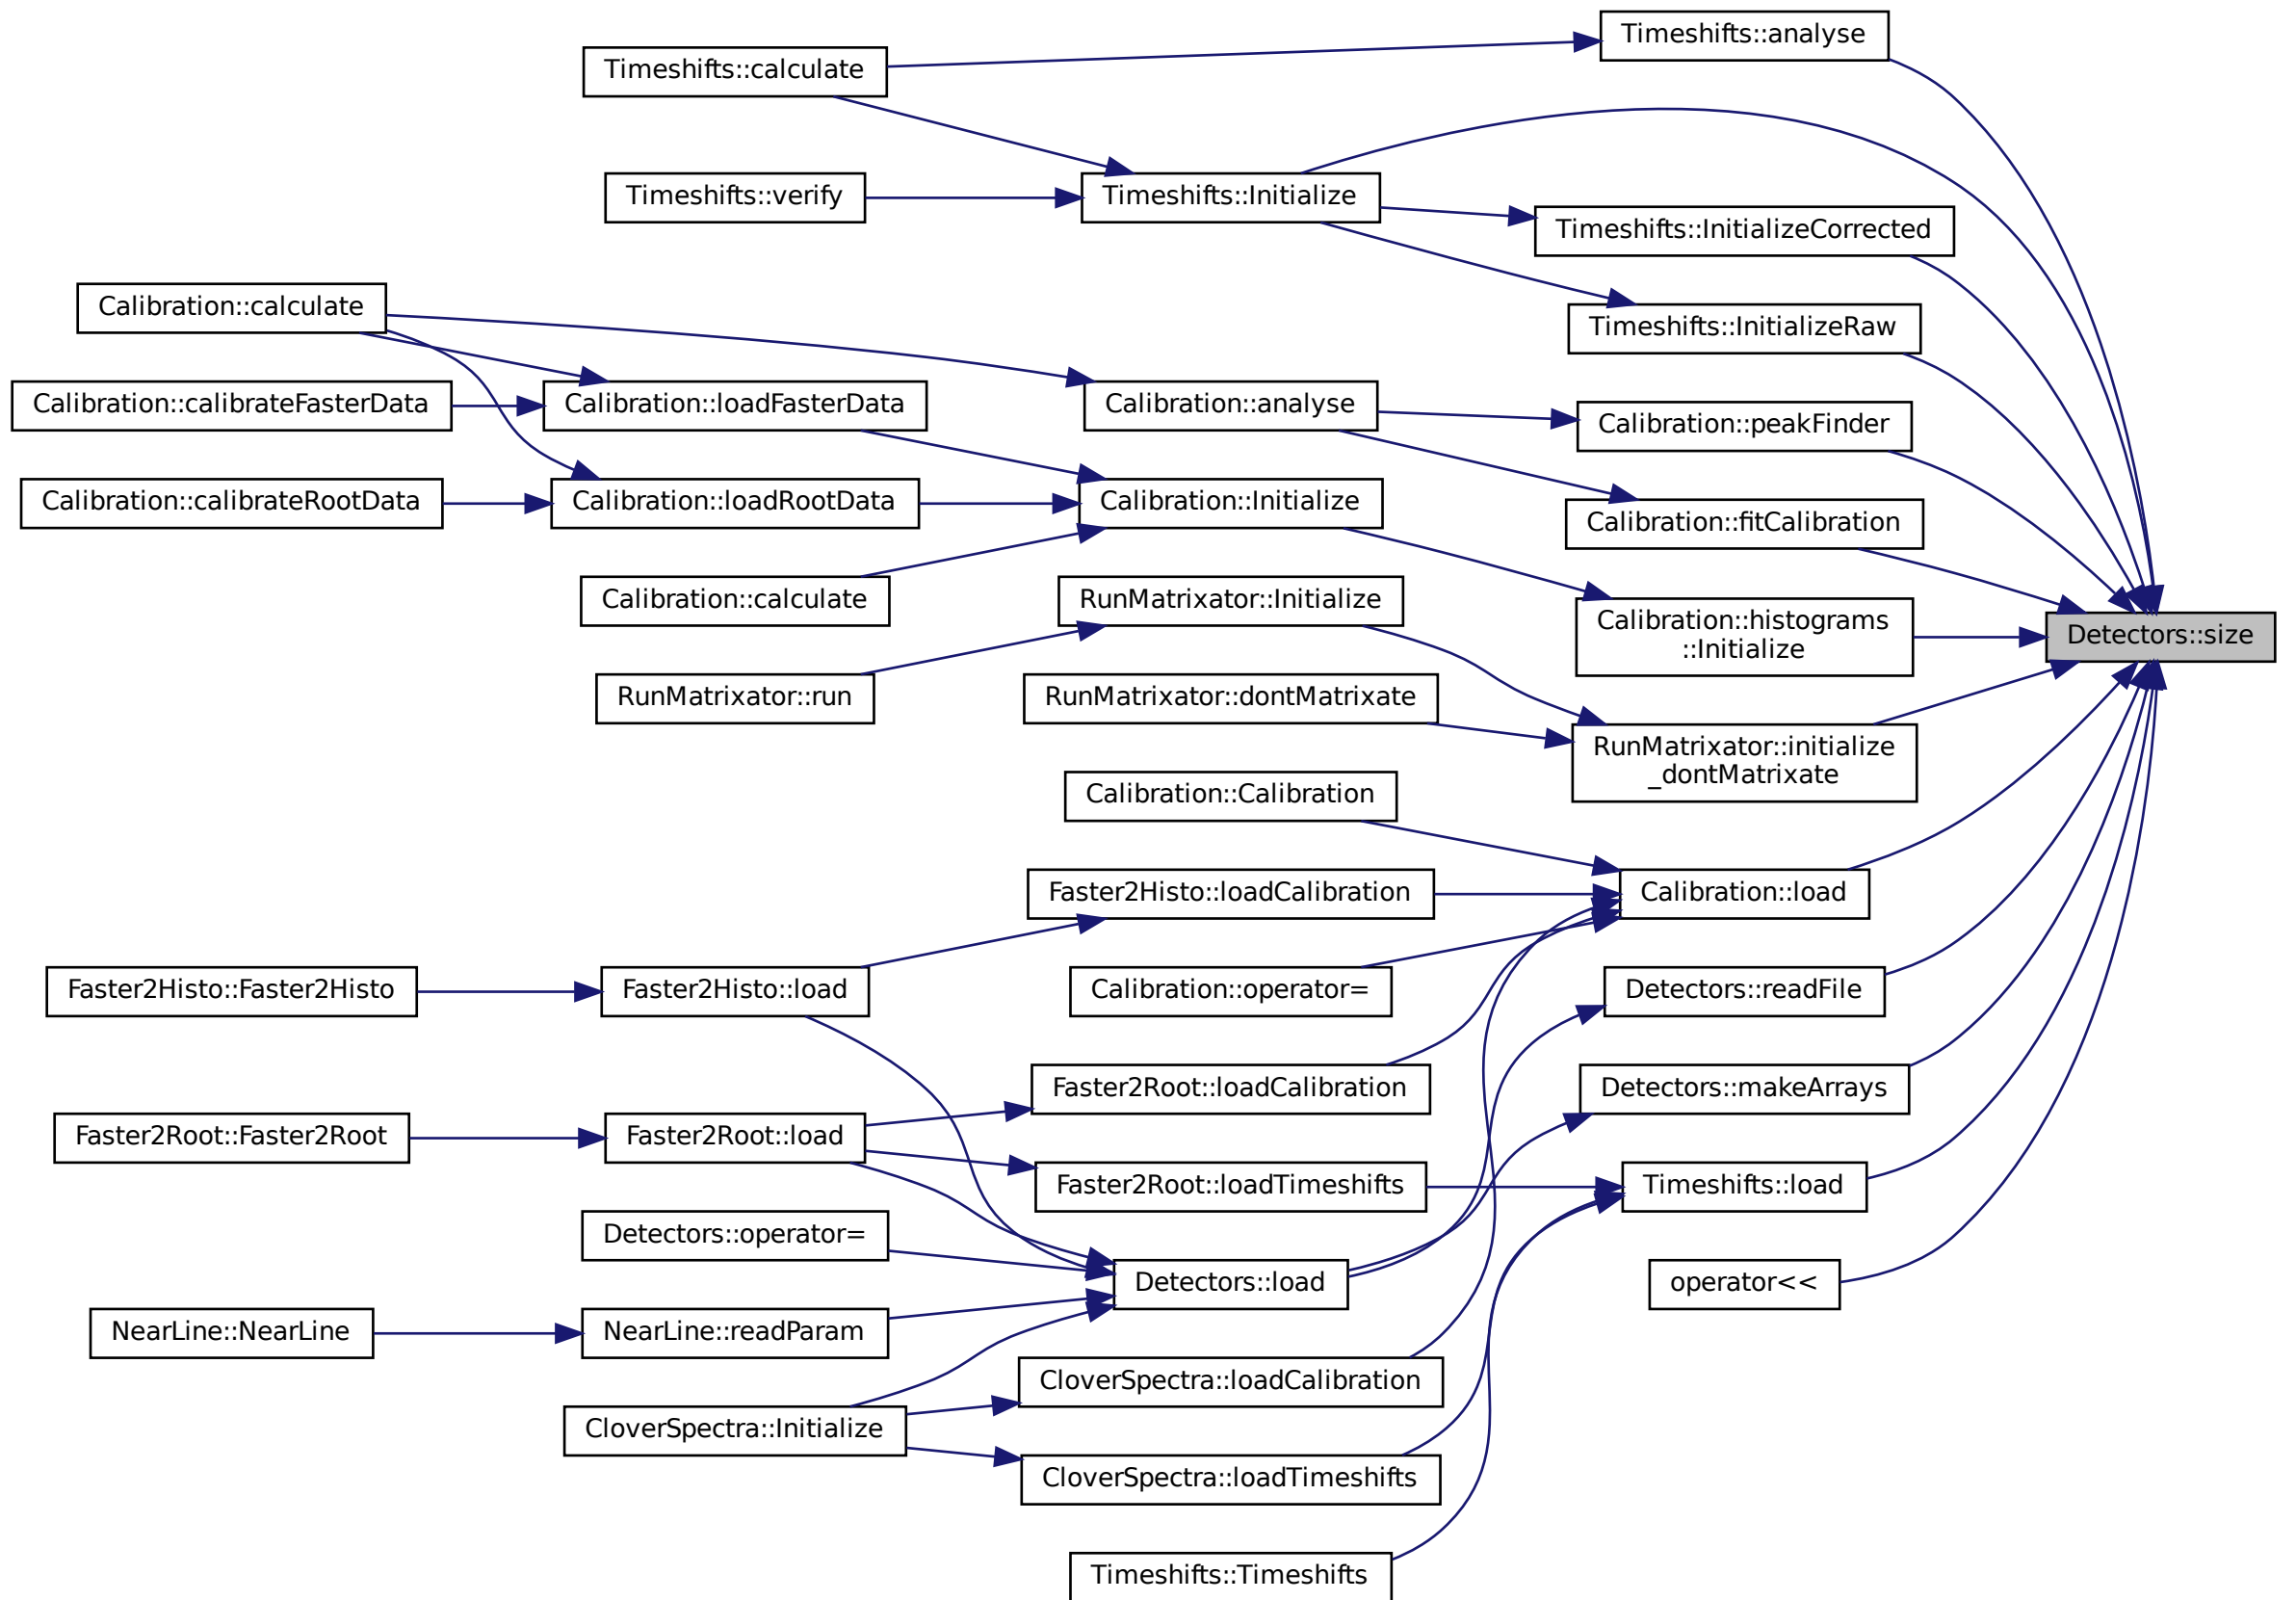 Timeshifts::analyse
Timeshifts::calculate
Timeshifts::verify
Timeshifts::Initialize
Timeshifts::InitializeCorrected
Calibration::calculate
Timeshifts::InitializeRaw
Calibration::calibrateFasterData
Calibration::loadFasterData
Calibration::analyse
Calibration::peakFinder
Calibration::calibrateRootData
Calibration::loadRootData
Calibration::Initialize
Calibration::fitCalibration
Calibration::calculate
RunMatrixator::Initialize
Calibration::histograms
::Initialize
Detectors::size
RunMatrixator::run
RunMatrixator::dontMatrixate
RunMatrixator::initialize
_dontMatrixate
Calibration::Calibration
Faster2Histo::loadCalibration
Calibration::load
Faster2Histo::Faster2Histo
Faster2Histo::load
Calibration::operator=
Detectors::readFile
Faster2Root::loadCalibration
Detectors::makeArrays
Faster2Root::Faster2Root
Faster2Root::load
Faster2Root::loadTimeshifts
Timeshifts::load
Detectors::operator=
Detectors::load
operator<<
NearLine::NearLine
NearLine::readParam
CloverSpectra::loadCalibration
CloverSpectra::Initialize
CloverSpectra::loadTimeshifts
Timeshifts::Timeshifts